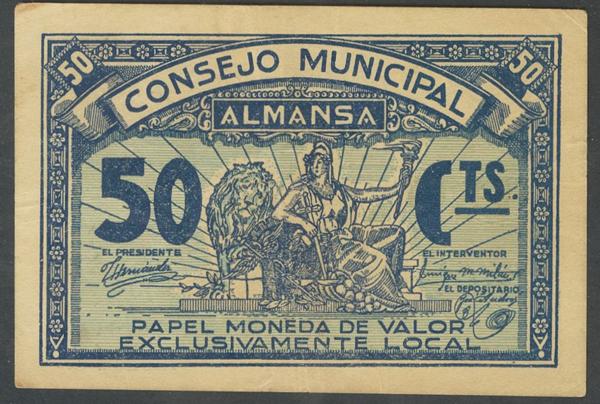 50 50
CONSEJO MUNICIPAL
ALMANSA
50 CTS.
EL PRESIDENTE
EL INTERVENTOR
EL DEPOSITARIO
PAPEL MONEDA DE VALOR
EXCLUSIVAMENTE LOCAL